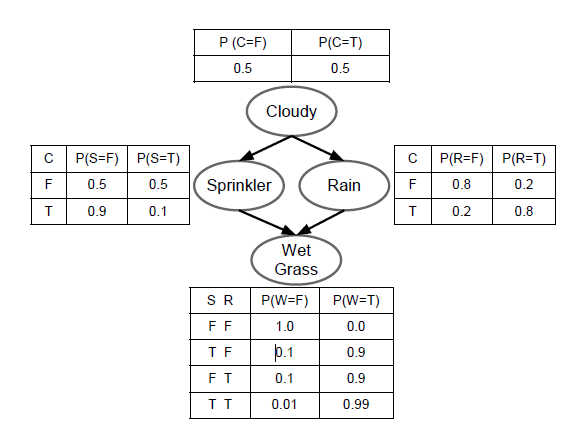 P (C=F) P(C=T)
0.5 0.5
Cloudy
C P(S=F) P(S=T)
F 0.5 0.5
T 0.9 0.1
Sprinkler
Rain
C P(R=F) P(R=T)
F 0.8 0.2
T 0.2 0.8
Wet
Grass
S R P(W=F) P(W=T)
F F 1.0 0.0
T F 0.1 0.9
F T 0.1 0.9
T T 0.01 0.99